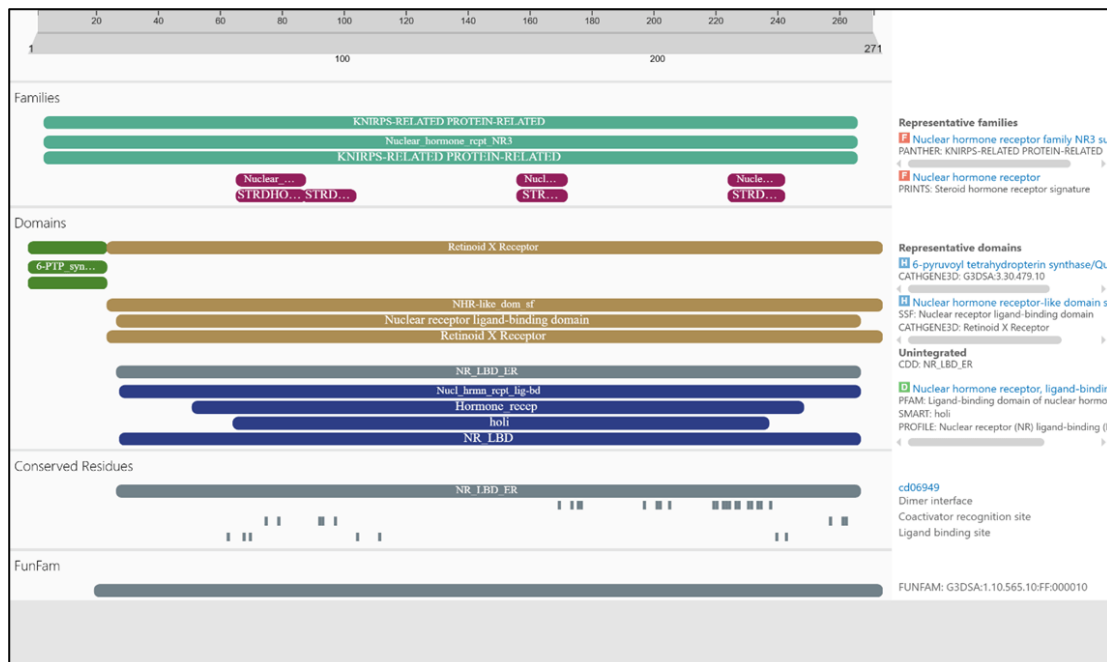 20 40 60 80 100 120 140 160 180 200 220 240 260
1 271
100 200
Families
KNIRPS-RELATED PROTEIN-RELATED
Representative families
Nuclear_hormone_rcpt_NR3
F Nuclear hormone receptor family NR3 su
KNIRPS-RELATED PROTEIN-RELATED
PANTHER: KNIRPS-RELATED PROTEIN-RELATED
Nuclear_... Nucl... Nucle...
F Nuclear hormone receptor
STRDHO... STRD... STR... STRD...
PRINTS: Steroid hormone receptor signature
Domains
Retinoid X Receptor
Representative domains
6-PTP_syn...
H 6-pyruvoyl tetrahydropterin synthase/Qu
CATHGENE3D: G3DSA:3.30.479.10
NHR-like_dom_sf
H Nuclear hormone receptor-like domain s
Nuclear receptor ligand-binding domain
SSF: Nuclear receptor ligand-binding domain
Retinoid X Receptor
CATHGENE3D: Retinoid X Receptor
Unintegrated
NR_LBD_ER
CDD: NR_LBD_ER
Nucl_hrmn_rcpt_lig-bd
D Nuclear hormone receptor, ligand-bindin
Hormone_recep
PFAM: Ligand-binding domain of nuclear hormo
holi
SMART: holi
NR_LBD
PROFILE: Nuclear receptor (NR) ligand-binding (
Conserved Residues
NR_LBD_ER
cd06949
Dimer interface
Coactivator recognition site
Ligand binding site
FunFam
FUNFAM: G3DSA:1.10.565.10:FF:000010